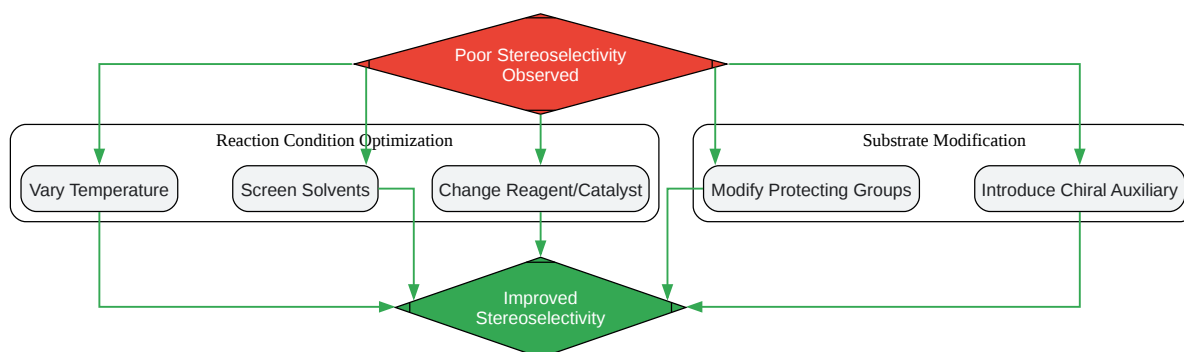 Poor Stereoselectivity
Observed
Reaction Condition Optimization
Substrate Modification
Vary Temperature
Screen Solvents
Change Reagent/Catalyst
Modify Protecting Groups
Introduce Chiral Auxiliary
Improved
Stereoselectivity